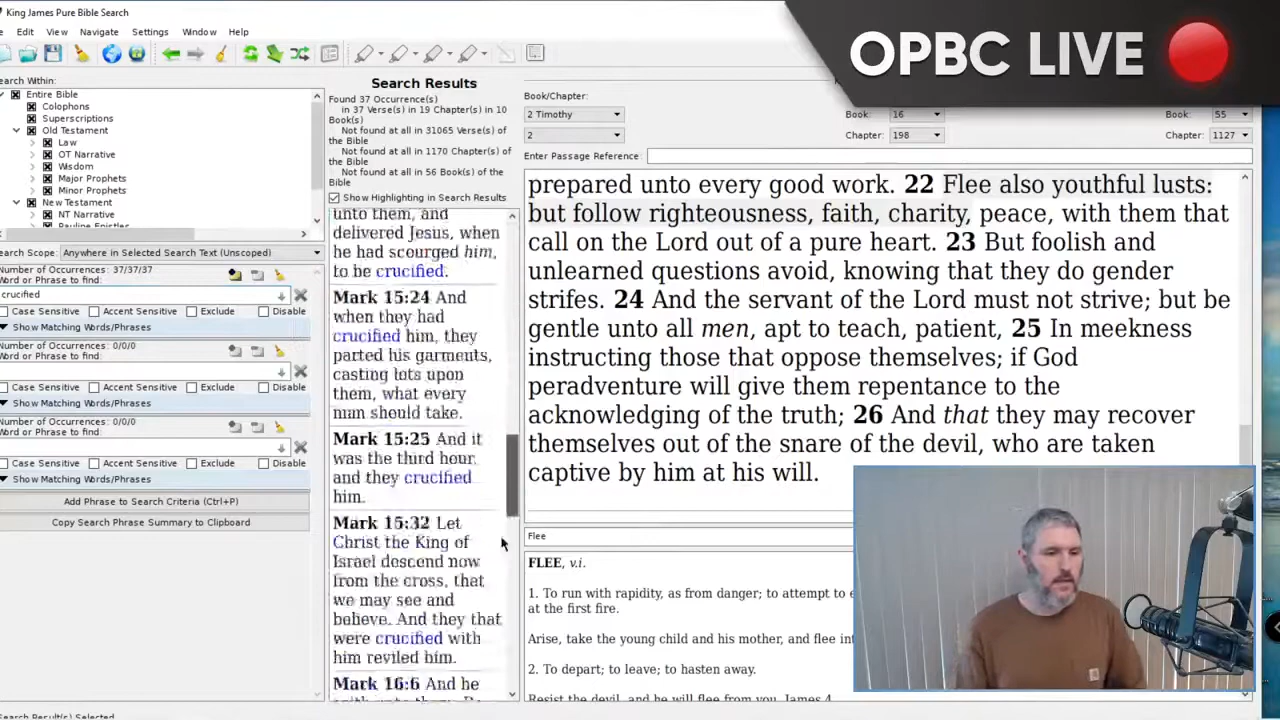 King James Pure Bible Search
Edit View Navigate Settings Window Help
OPBC LIVE
earch Within:
Entire Bible
Colophons
Superscriptions
Old Testament
Law
OT Narrative
Wisdom
Major Prophets
Minor Prophets
New Testament
NT Narrative
Pauline Epistles
Search Scope: Anywhere in Selected Search Text (Unscoped)
Number of Occurrences: 37/37/37
Word or Phrase to find:
crucified
Case Sensitive Accent Sensitive Exclude Disable
Show Matching Words/Phrases
Number of Occurrences: 0/0/0
Word or Phrase to find:
Case Sensitive Accent Sensitive Exclude Disable
Show Matching Words/Phrases
Number of Occurrences: 0/0/0
Word or Phrase to find:
Case Sensitive Accent Sensitive Exclude Disable
Show Matching Words/Phrases
Add Phrase to Search Criteria (Ctrl+P)
Copy Search Phrase Summary to Clipboard
Search Results
Found 37 Occurrence(s)
in 37 Verse(s) in 19 Chapter(s) in 10
Book(s)
Not found at all in 31065 Verse(s) of
the Bible
Not found at all in 1170 Chapter(s) of
the Bible
Not found at all in 56 Book(s) of the
Bible
Show Highlighting in Search Results
unto them, and
delivered Jesus, when
he had scourged him,
to be crucified.
Mark 15:24 And
when they had
crucified him, they
parted his garments,
casting lots upon
them, what every
man should take.
Mark 15:25 And it
was the third hour,
and they crucified
him.
Mark 15:32 Let
Christ the King of
Israel descend now
from the cross, that
we may see and
believe. And they that
were crucified with
him reviled him.
Mark 16:6 And he
Book/Chapter:
2 Timothy Book: 16 Book: 55
2 Chapter: 198 Chapter: 1127
Enter Passage Reference:
prepared unto every good work. 22 Flee also youthful lusts:
but follow righteousness, faith, charity, peace, with them that
call on the Lord out of a pure heart. 23 But foolish and
unlearned questions avoid, knowing that they do gender
strifes. 24 And the servant of the Lord must not strive; but be
gentle unto all men, apt to teach, patient, 25 In meekness
instructing those that oppose themselves; if God
peradventure will give them repentance to the
acknowledging of the truth; 26 And that they may recover
themselves out of the snare of the devil, who are taken
captive by him at his will.
Flee
FLEE, v.i.
1. To run with rapidity, as from danger; to attempt to
at the first fire.
Arise, take the young child and his mother, and flee
2. To depart; to leave; to hasten away.
Resist the devil, and he will flee from you. James 4.
Search Result(s) Selected